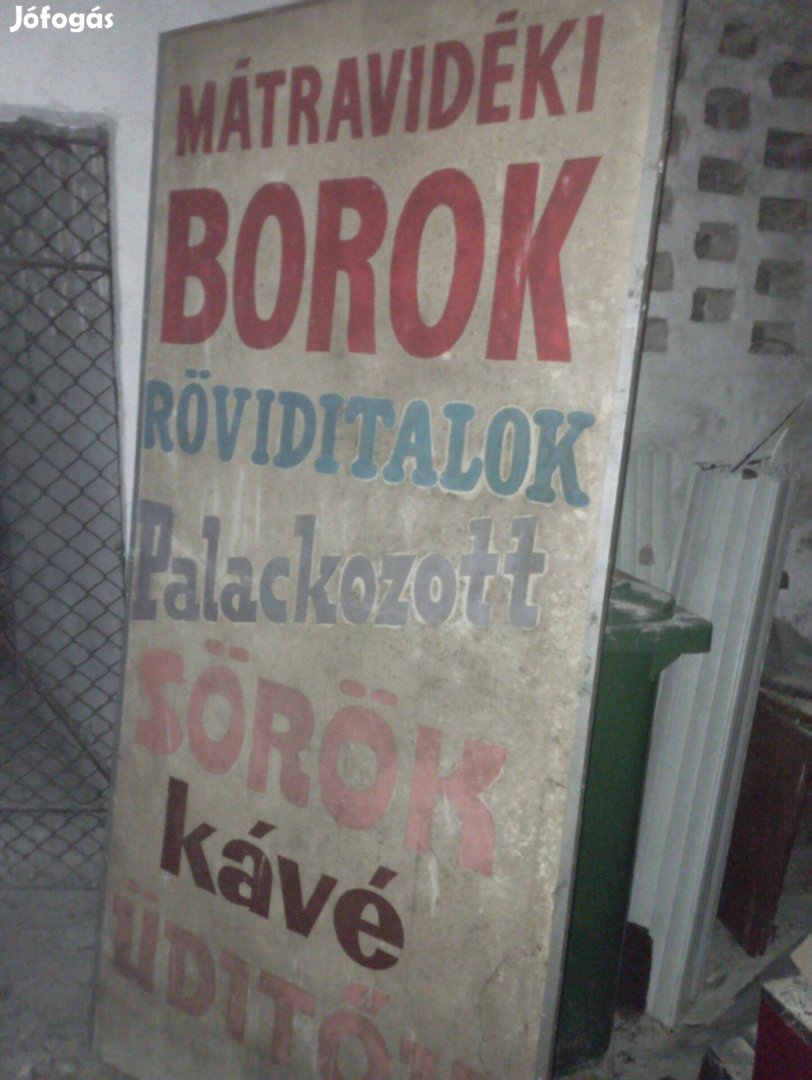 Jófogás
MÁTRAVIDÉKI
BOROK
RÖVIDITALOK
Palackozott
SÖRÖK
kávé